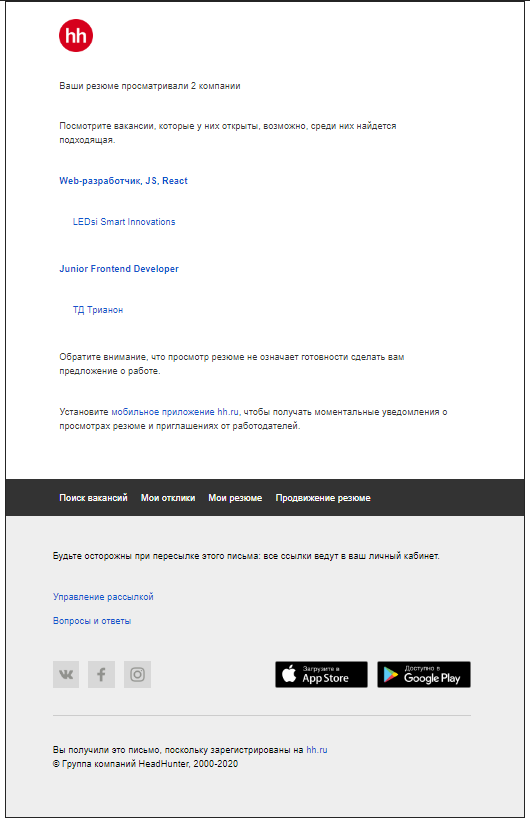 hh
Ваши резюме просматривали 2 компании
Посмотрите вакансии, которые у них открыты, возможно, среди них найдется
подходящая.
Web-разработчик, JS, React
LEDsi Smart Innovations
Junior Frontend Developer
ТД Трианон
Обратите внимание, что просмотр резюме не означает готовности сделать вам
предложение о работе.
Установите мобильное приложение hh.ru, чтобы получать моментальные уведомления о
просмотрах резюме и приглашениях от работодателей.
Поиск вакансий Мои отклики Мои резюме Продвижение резюме
Будьте осторожны при пересылке этого письма: все ссылки ведут в ваш личный кабинет.
Управление рассылкой
Вопросы и ответы
Загрузите в
App Store
Доступно в
Google Play
Вы получили это письмо, поскольку зарегистрированы на hh.ru
© Группа компаний HeadHunter, 2000-2020